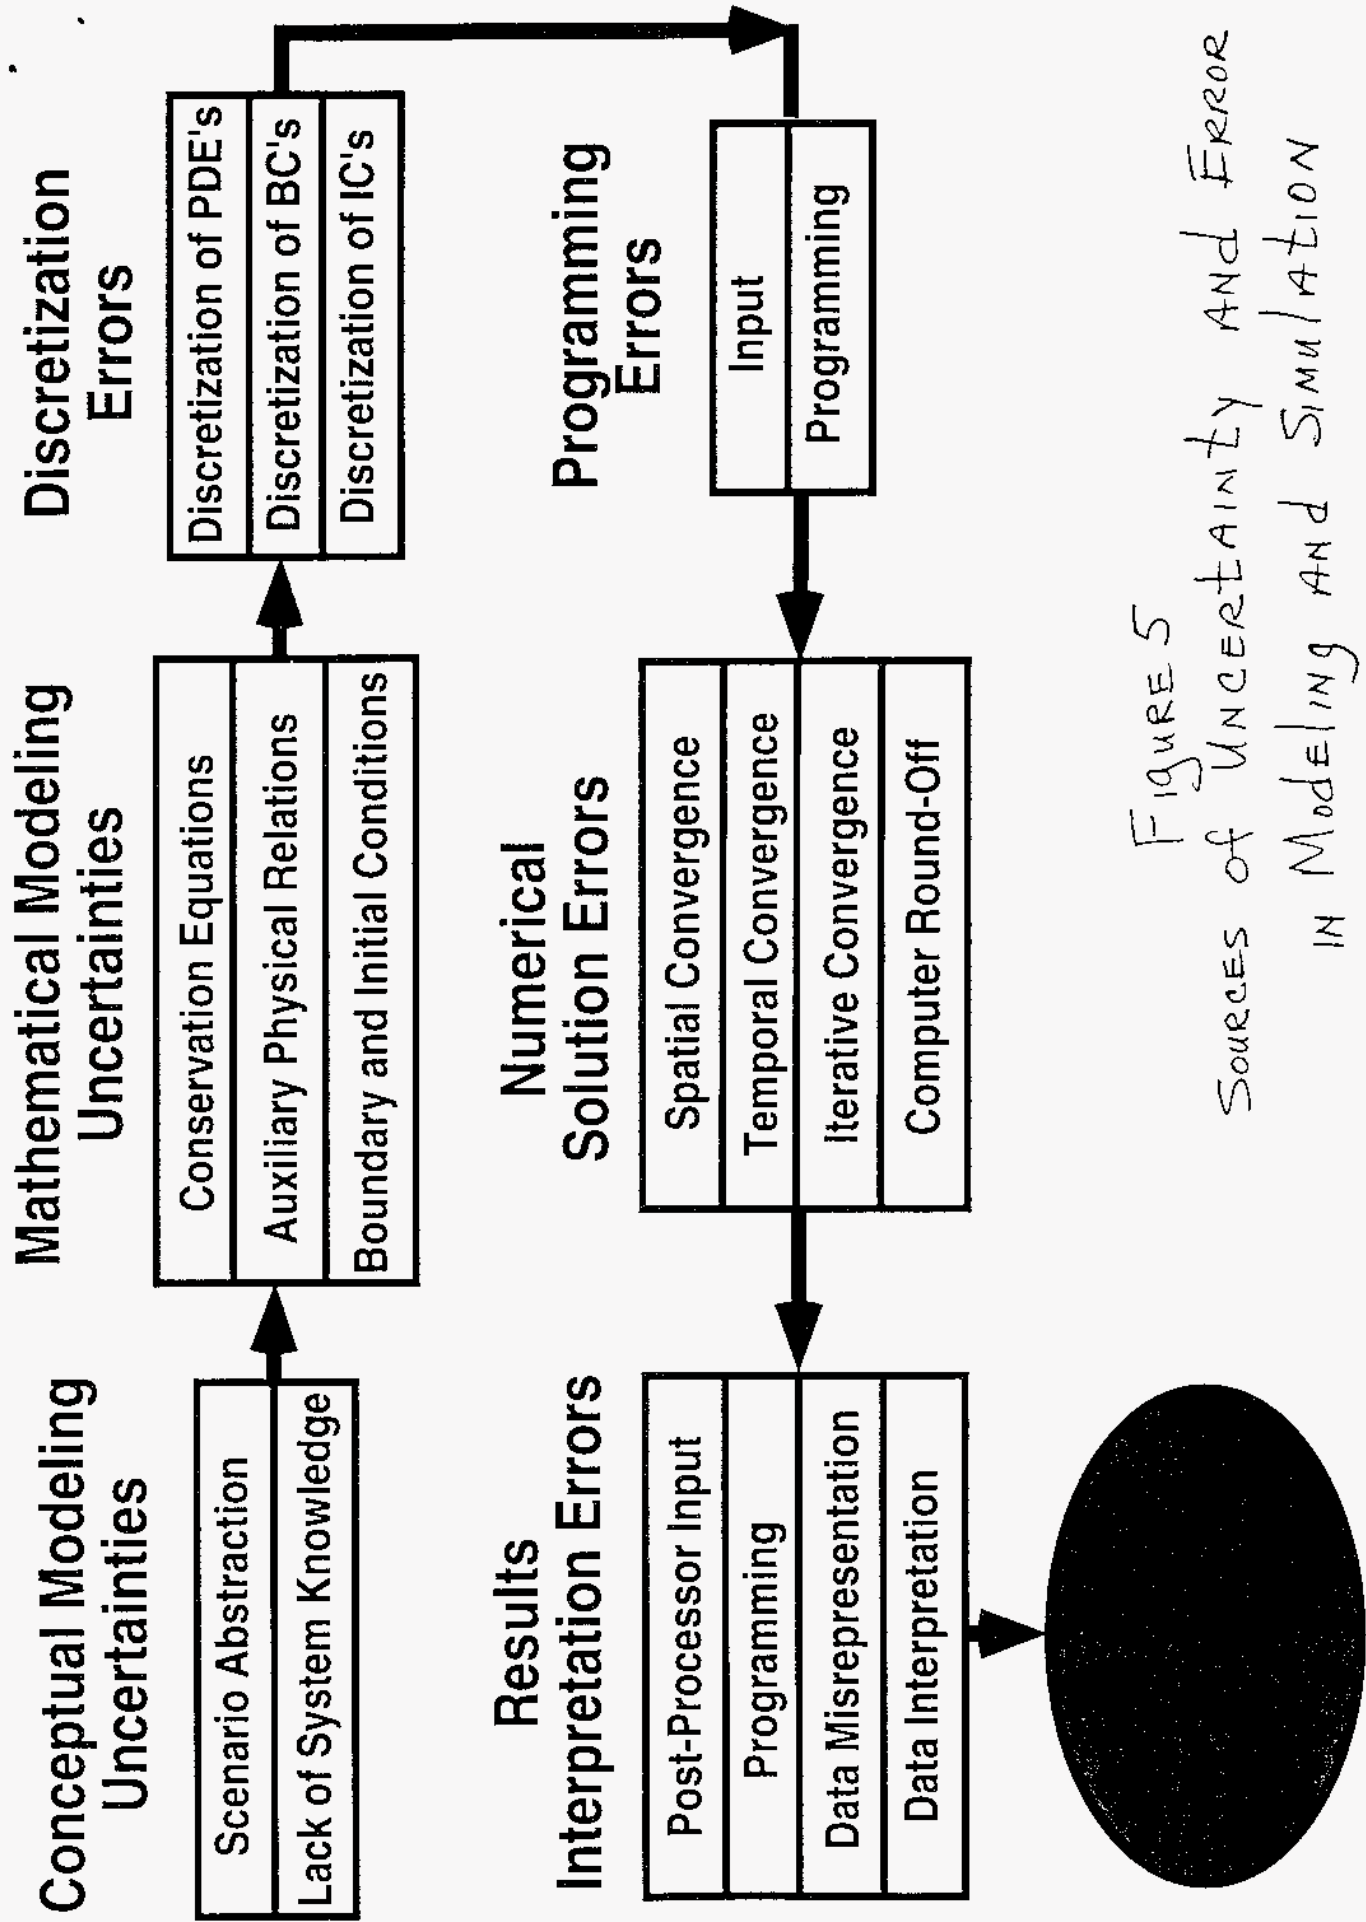 Conceptual Modeling
Uncertainties
Scenario Abstraction
Lack of System Knowledge
Mathematical Modeling
Uncertainties
Conservation Equations
Auxiliary Physical Relations
Boundary and Initial Conditions
Discretization
Errors
Discretization of PDE's
Discretization of BC's
Discretization of IC's
Programming
Errors
Input
Programming
Numerical
Solution Errors
Spatial Convergence
Temporal Convergence
Iterative Convergence
Computer Round-Off
Results
Interpretation Errors
Post-Processor Input
Programming
Data Misrepresentation
Data Interpretation
FigURE 5
SOURCES of UNCERtAINty ANd ERROR
IN ModElINg ANd SIMUlAtION